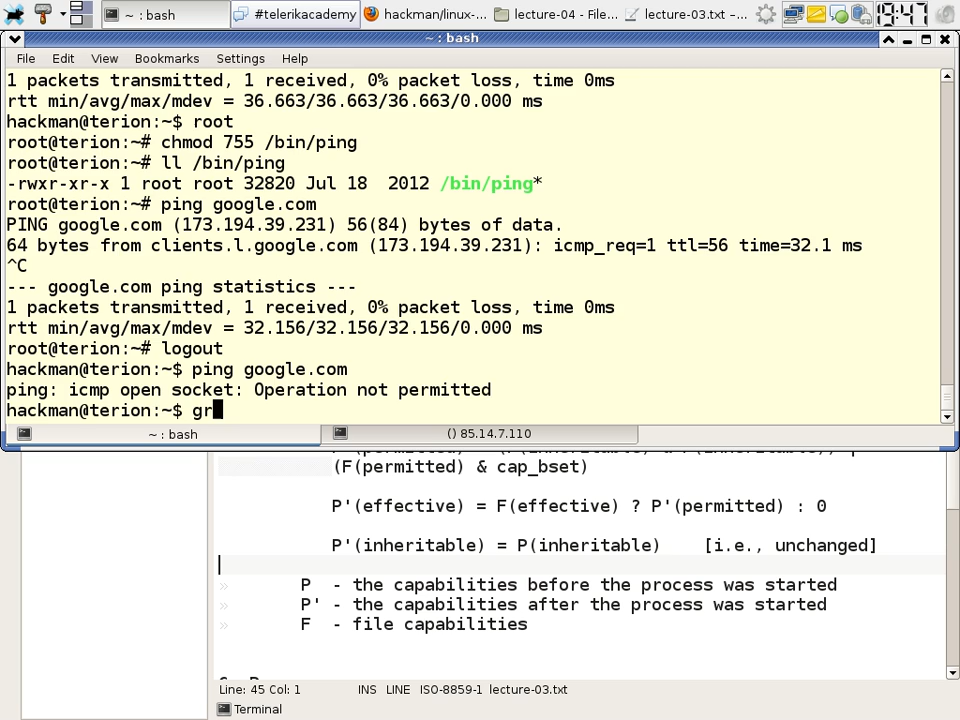 ~ : bash
#telerikacademy
hackman/linux-...
lecture-04 - File...
lecture-03.txt -...
19:47
~ : bash
File Edit View Bookmarks Settings Help
1 packets transmitted, 1 received, 0% packet loss, time 0ms
rtt min/avg/max/mdev = 36.663/36.663/36.663/0.000 ms
hackman@terion:~$ root
root@terion:~# chmod 755 /bin/ping
root@terion:~# ll /bin/ping
-rwxr-xr-x 1 root root 32820 Jul 18  2012 /bin/ping*
root@terion:~# ping google.com
PING google.com (173.194.39.231) 56(84) bytes of data.
64 bytes from clients.l.google.com (173.194.39.231): icmp_req=1 ttl=56 time=32.1 ms
^C
--- google.com ping statistics ---
1 packets transmitted, 1 received, 0% packet loss, time 0ms
rtt min/avg/max/mdev = 32.156/32.156/32.156/0.000 ms
root@terion:~# logout
hackman@terion:~$ ping google.com
ping: icmp open socket: Operation not permitted
hackman@terion:~$ gr
~ : bash
() 85.14.7.110
(F(permitted) & cap_bset)
P'(effective) = F(effective) ? P'(permitted) : 0
P'(inheritable) = P(inheritable)    [i.e., unchanged]
» P  - the capabilities before the process was started
» P' - the capabilities after the process was started
» F  - file capabilities
Line: 45 Col: 1 INS LINE ISO-8859-1 lecture-03.txt
Terminal